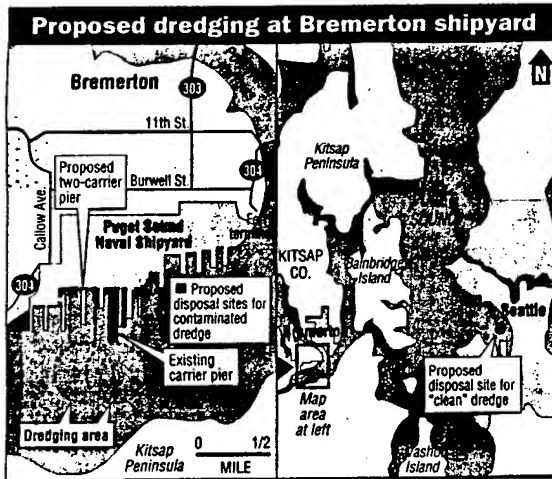 Proposed dredging at Bremerton shipyard
Bremerton
303
11th St.
Proposed
two-carrier
pier
Burwell St.
304
Callow Ave.
Puget Sound
Naval Shipyard
304
Proposed
disposal sites for
contaminated
dredge
Existing
carrier pier
Dredging area
Kitsap
Peninsula
0 1/2
MILE
N
Kitsap
Peninsula
KITSAP
CO.
Bainbridge
Island
Seattle
Map
area
at left
Proposed
disposal site for
"clean" dredge
Island